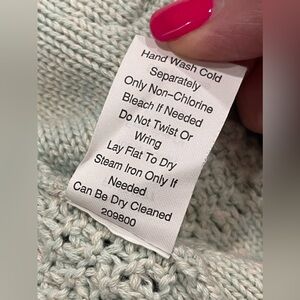 Hand Wash Cold
Separately
Only Non-Chlorine
Bleach If Needed
Do Not Twist Or
Wring
Lay Flat To Dry
Steam Iron Only If
Needed
Can Be Dry Cleaned
209800